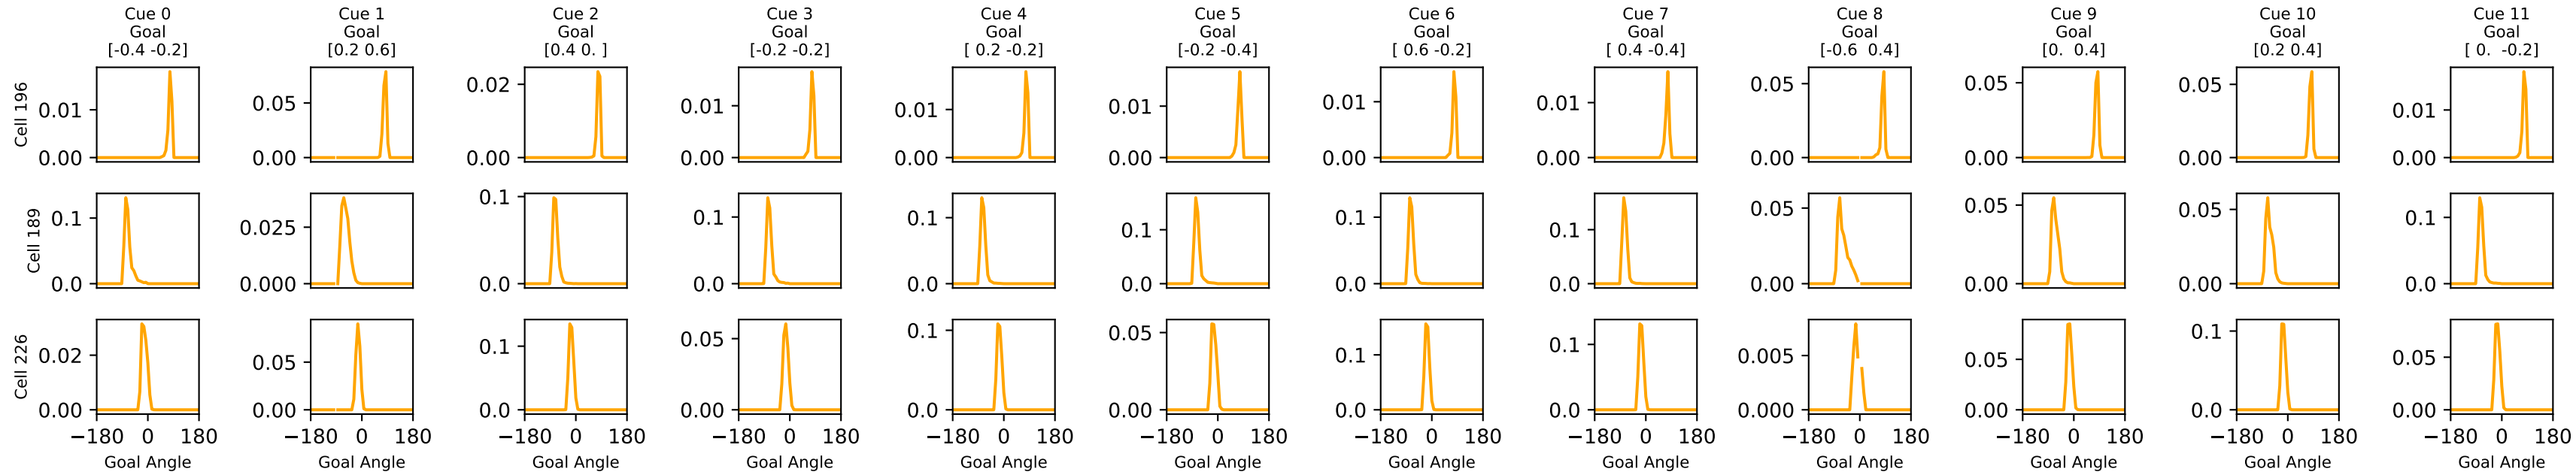 Cue 0 Cue 1 Cue 2 Cue 3 Cue 4 Cue 5 Cue 6 Cue 7 Cue 8 Cue 9 Cue 10 Cue 11
Goal Goal Goal Goal Goal Goal Goal Goal Goal Goal Goal Goal
[-0.4 -0.2] [0.2 0.6] [0.4 0. ] [-0.2 -0.2] [ 0.2 -0.2] [-0.2 -0.4] [ 0.6 -0.2] [ 0.4 -0.4] [-0.6  0.4] [0.  0.4] [0.2 0.4] [ 0.  -0.2]
Cell 196
0.01 0.05 0.02 0.01 0.01 0.01 0.01 0.01 0.05 0.05 0.05 0.01
0.00 0.00 0.00 0.00 0.00 0.00 0.00 0.00 0.00 0.00 0.00 0.00
Cell 189
0.1 0.025 0.1 0.1 0.1 0.1 0.1 0.1 0.05 0.05 0.05 0.1
0.0 0.000 0.0 0.0 0.0 0.0 0.0 0.0 0.00 0.00 0.00 0.0
Cell 226
0.02 0.05 0.1 0.05 0.1 0.05 0.1 0.1 0.005 0.05 0.1 0.05
0.00 0.00 0.0 0.00 0.0 0.00 0.0 0.0 0.000 0.00 0.0 0.00
−180 0 180 −180 0 180 −180 0 180 −180 0 180 −180 0 180 −180 0 180 −180 0 180 −180 0 180 −180 0 180 −180 0 180 −180 0 180 −180 0 180
Goal Angle Goal Angle Goal Angle Goal Angle Goal Angle Goal Angle Goal Angle Goal Angle Goal Angle Goal Angle Goal Angle Goal Angle